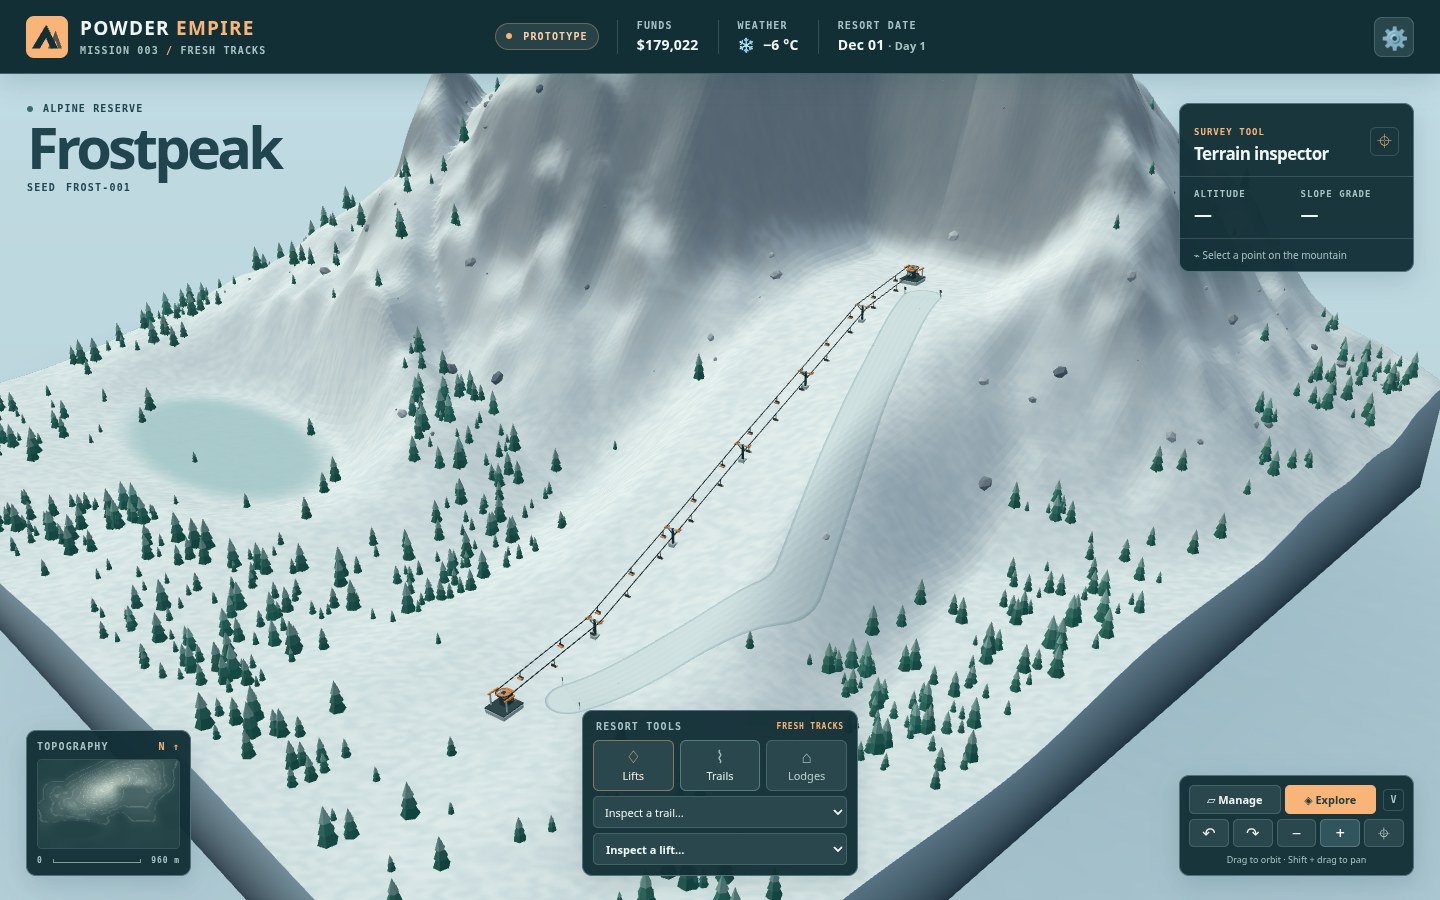 POWDER EMPIRE
MISSION 003 / FRESH TRACKS
PROTOTYPE
FUNDS
$179,022
WEATHER
−6 °C
RESORT DATE
Dec 01 · Day 1
ALPINE RESERVE
Frostpeak
SEED FROST-001
SURVEY TOOL
Terrain inspector
ALTITUDE
SLOPE GRADE
—
—
Select a point on the mountain
TOPOGRAPHY
N ↑
0
960 m
RESORT TOOLS
FRESH TRACKS
Lifts
Trails
Lodges
Inspect a trail...
Inspect a lift...
Manage
Explore
V
Drag to orbit · Shift + drag to pan